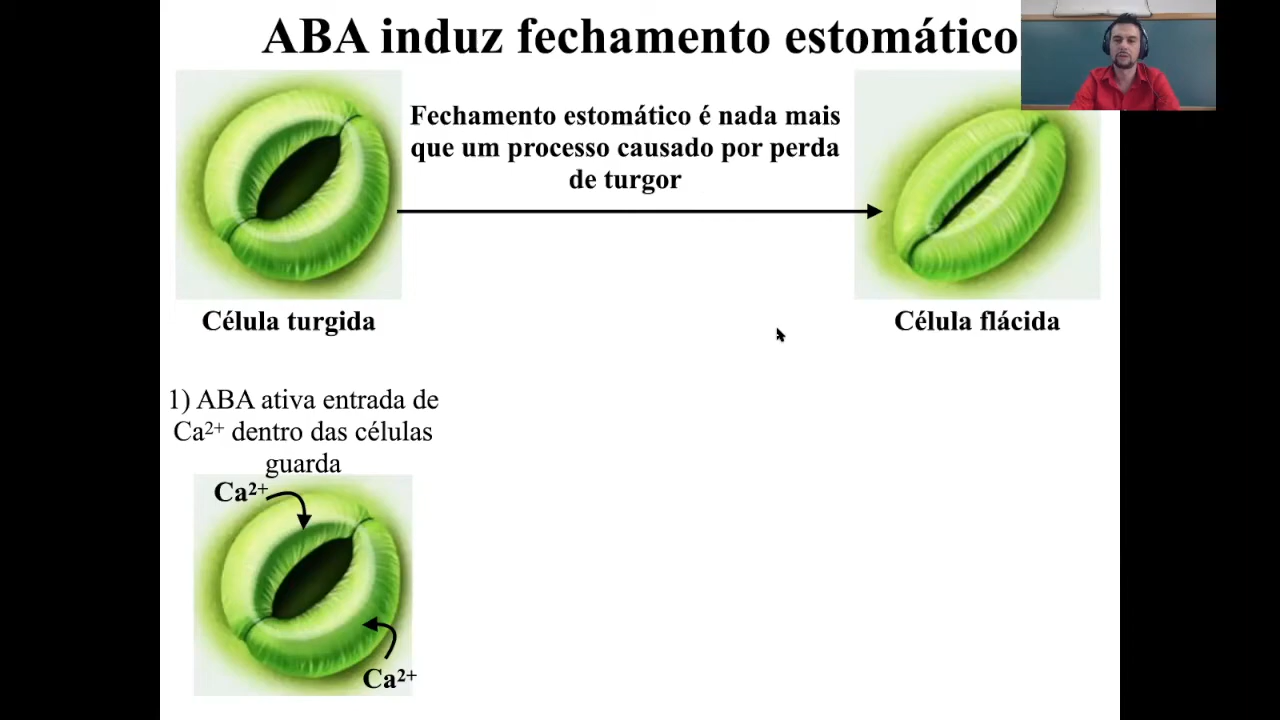 ABA induz fechamento estomático
Fechamento estomático é nada mais
que um processo causado por perda
de turgor
Célula turgida
Célula flácida
1) ABA ativa entrada de
Ca²⁺ dentro das células
guarda
Ca²⁺
Ca²⁺